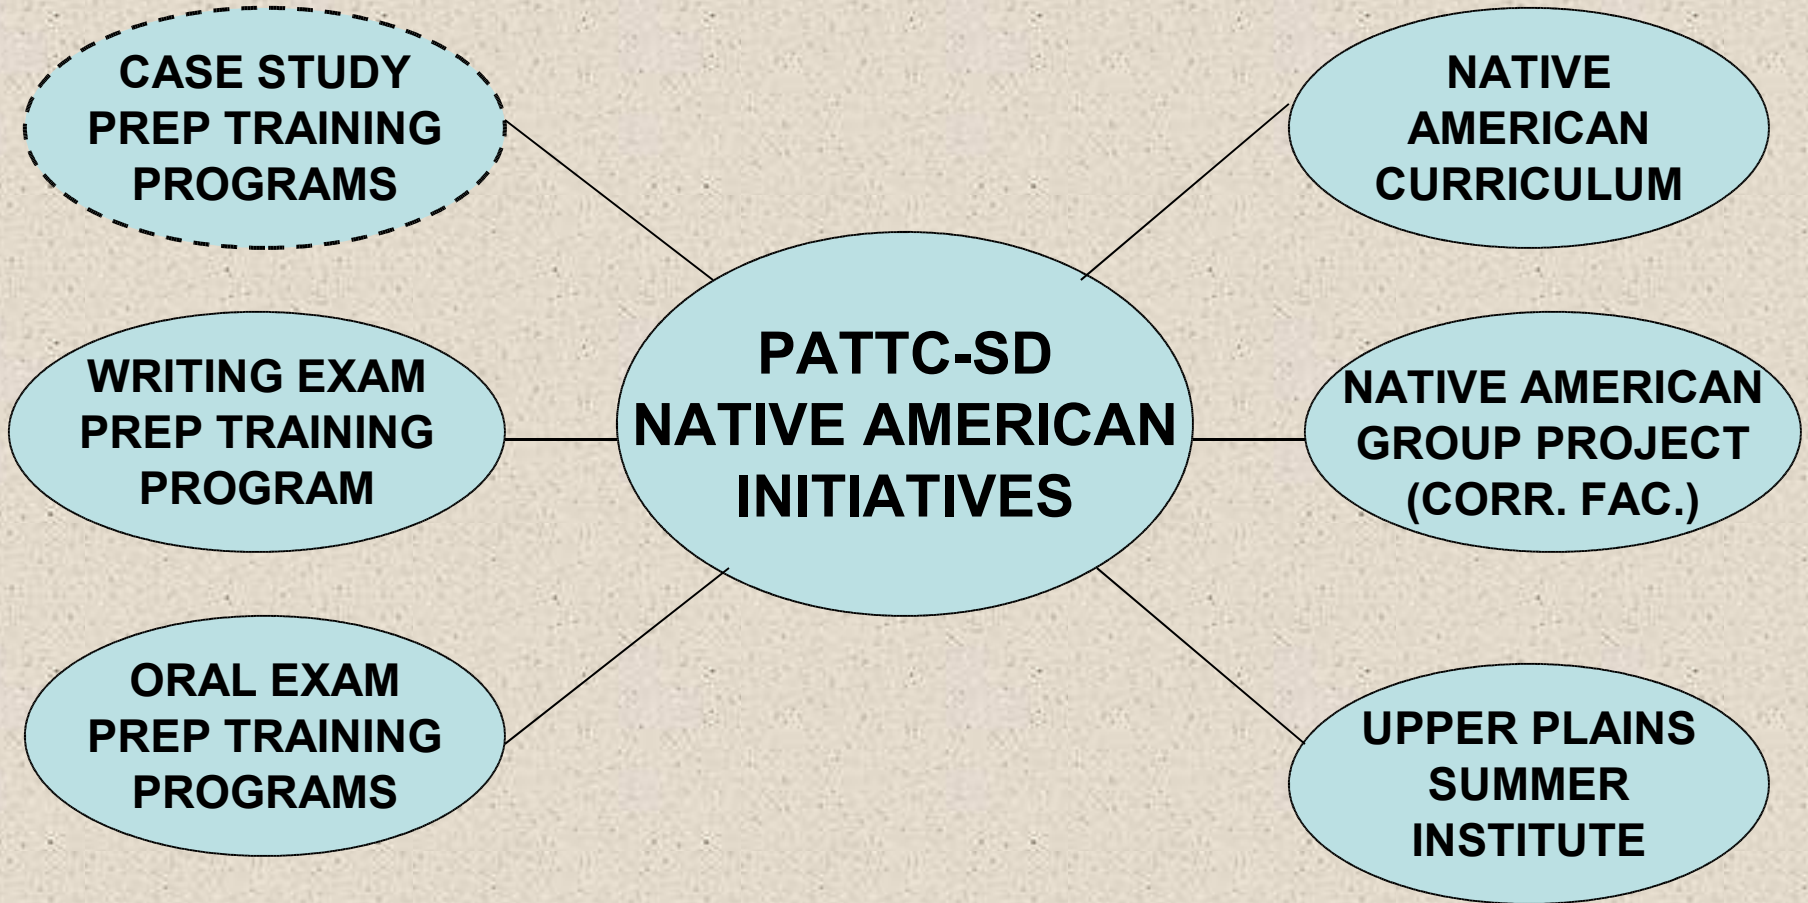 CASE STUDY
PREP TRAINING
PROGRAMS
WRITING EXAM
PREP TRAINING
PROGRAM
ORAL EXAM
PREP TRAINING
PROGRAMS
PATTC-SD
NATIVE AMERICAN
INITIATIVES
NATIVE
AMERICAN
CURRICULUM
NATIVE AMERICAN
GROUP PROJECT
(CORR. FAC.)
UPPER PLAINS
SUMMER
INSTITUTE